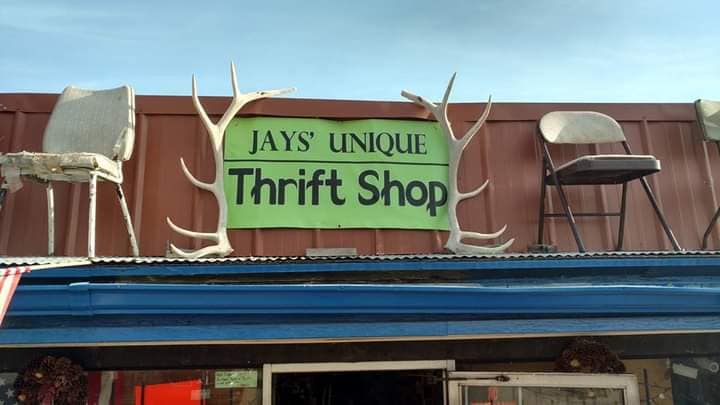 JAYS' UNIQUE
Thrift Shop